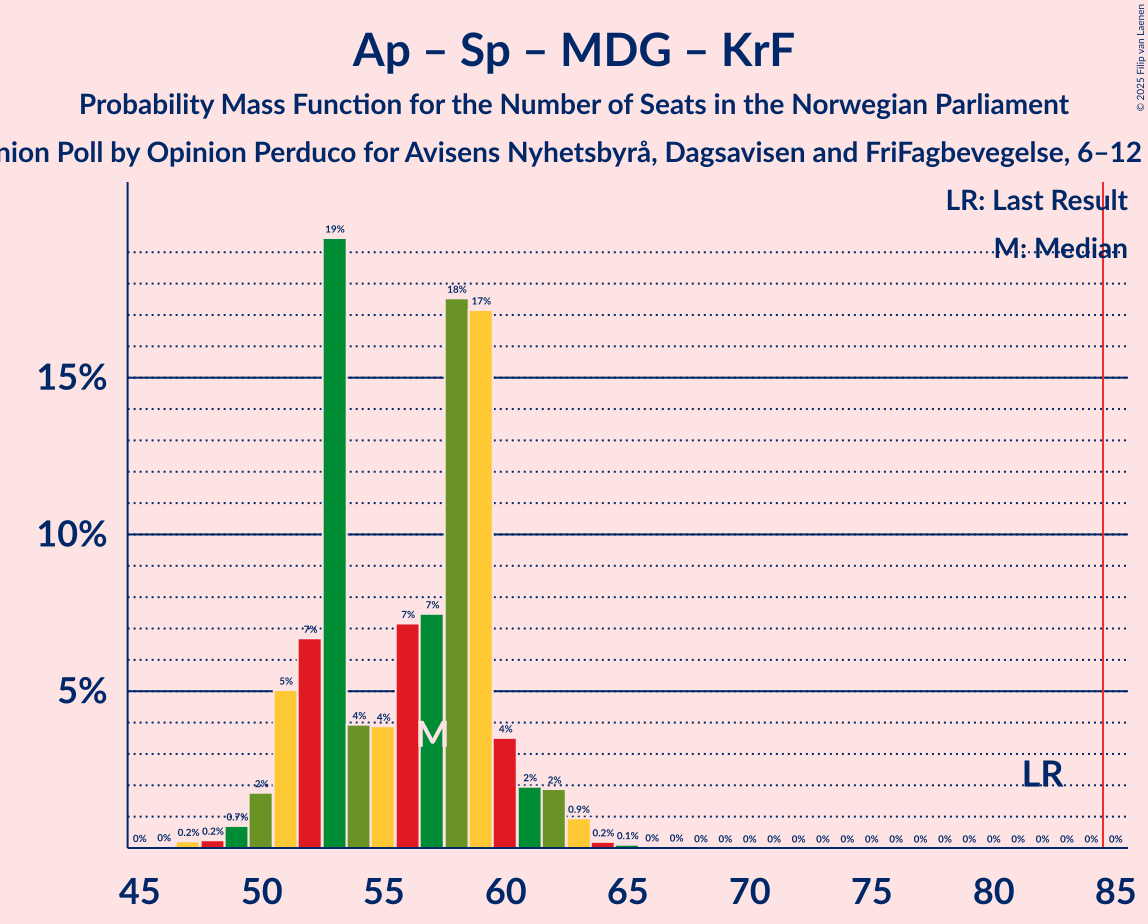 Ap – Sp – MDG – KrF
Probability Mass Function for the Number of Seats in the Norwegian Parliament
nion Poll by Opinion Perduco for Avisens Nyhetsbyrå, Dagsavisen and FriFagbevegelse, 6–12
© 2025 Filip van Laenen
LR: Last Result
M: Median
15%
10%
5%
0% 0% 0.2% 0.2% 0.7% 2% 5% 7% 19% 4% 4% 7% 7% 18% 17% 4% 2% 2% 0.9% 0.2% 0.1% 0% 0% 0% 0% 0% 0% 0% 0% 0% 0% 0% 0% 0% 0% 0% 0% 0% 0% 0% 0%
M
LR
45 50 55 60 65 70 75 80 85